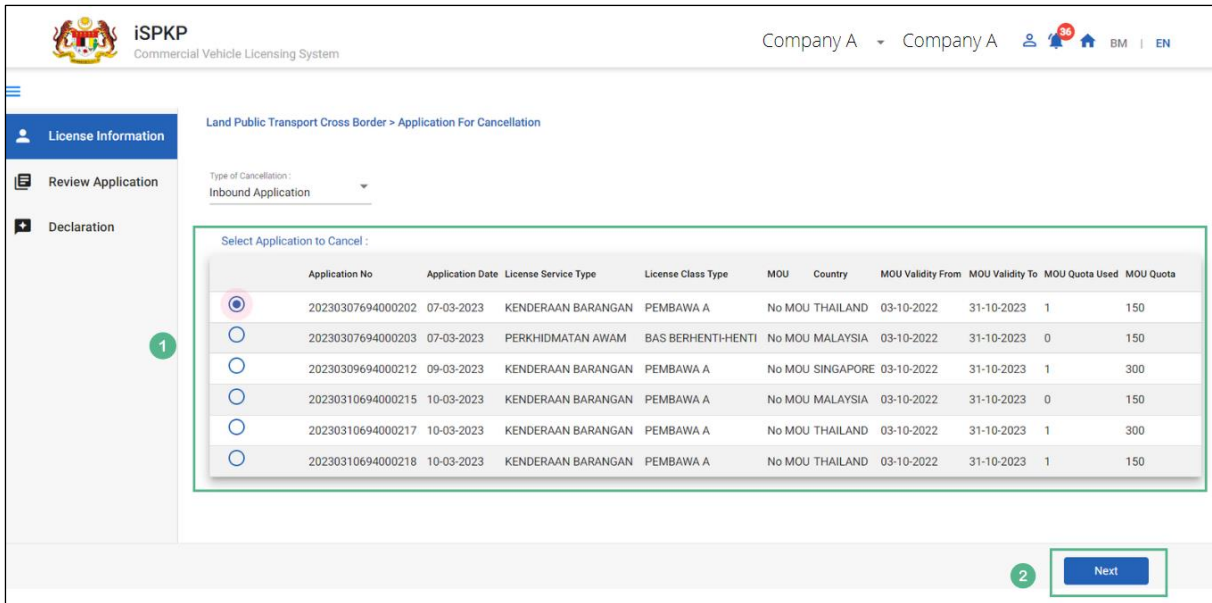 iSPKP
Commercial Vehicle Licensing System
Company A Company A 36 BM | EN
License Information
Review Application
Declaration
Land Public Transport Cross Border > Application For Cancellation
Type of Cancellation :
Inbound Application
Select Application to Cancel :
Application No Application Date License Service Type License Class Type MOU Country MOU Validity From MOU Validity To MOU Quota Used MOU Quota
20230307694000202 07-03-2023 KENDERAAN BARANGAN PEMBAWA A No MOU THAILAND 03-10-2022 31-10-2023 1 150
20230307694000203 07-03-2023 PERKHIDMATAN AWAM BAS BERHENTI-HENTI No MOU MALAYSIA 03-10-2022 31-10-2023 0 150
20230309694000212 09-03-2023 KENDERAAN BARANGAN PEMBAWA A No MOU SINGAPORE 03-10-2022 31-10-2023 1 300
20230310694000215 10-03-2023 KENDERAAN BARANGAN PEMBAWA A No MOU MALAYSIA 03-10-2022 31-10-2023 0 150
20230310694000217 10-03-2023 KENDERAAN BARANGAN PEMBAWA A No MOU THAILAND 03-10-2022 31-10-2023 1 300
20230310694000218 10-03-2023 KENDERAAN BARANGAN PEMBAWA A No MOU THAILAND 03-10-2022 31-10-2023 1 150
1
2
Next